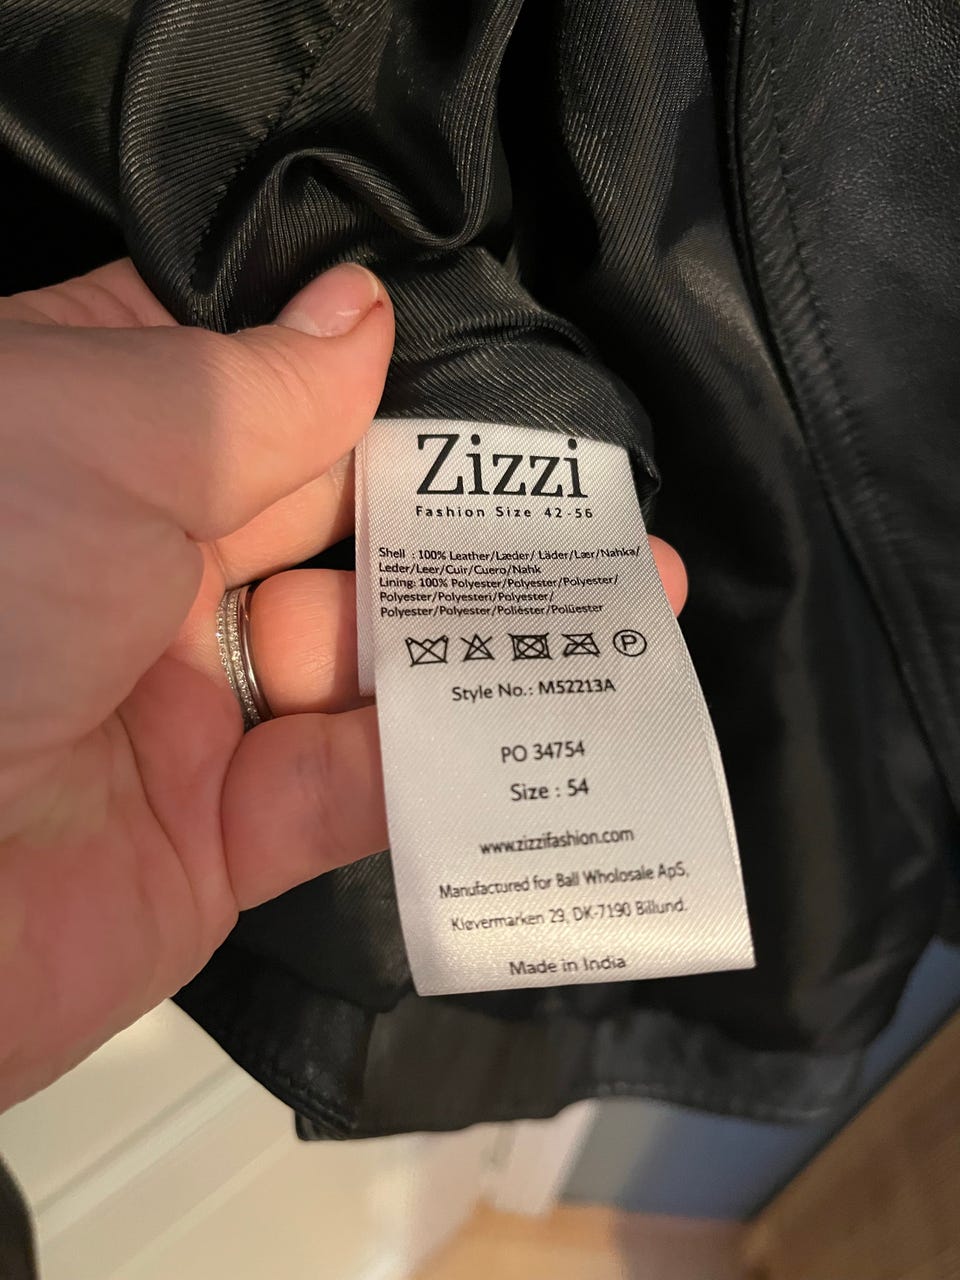 Zizzi
Fashion Size 42-56
Shell : 100% Leather/Læder/ Läder/Lær/Nahka/
Leder/Leer/Cuir/Cuero/Nahk
Lining: 100% Polyester/Polyester/Polyester/
Polyester/Polyesteri/Polyester/
Polyester/Polyester/Poliéster/Polüester
P
Style No.: M52213A
PO 34754
Size : 54
www.zizzifashion.com
Manufactured for Ball Wholesale ApS,
Kløvermarken 29, DK-7190 Billund.
Made in India